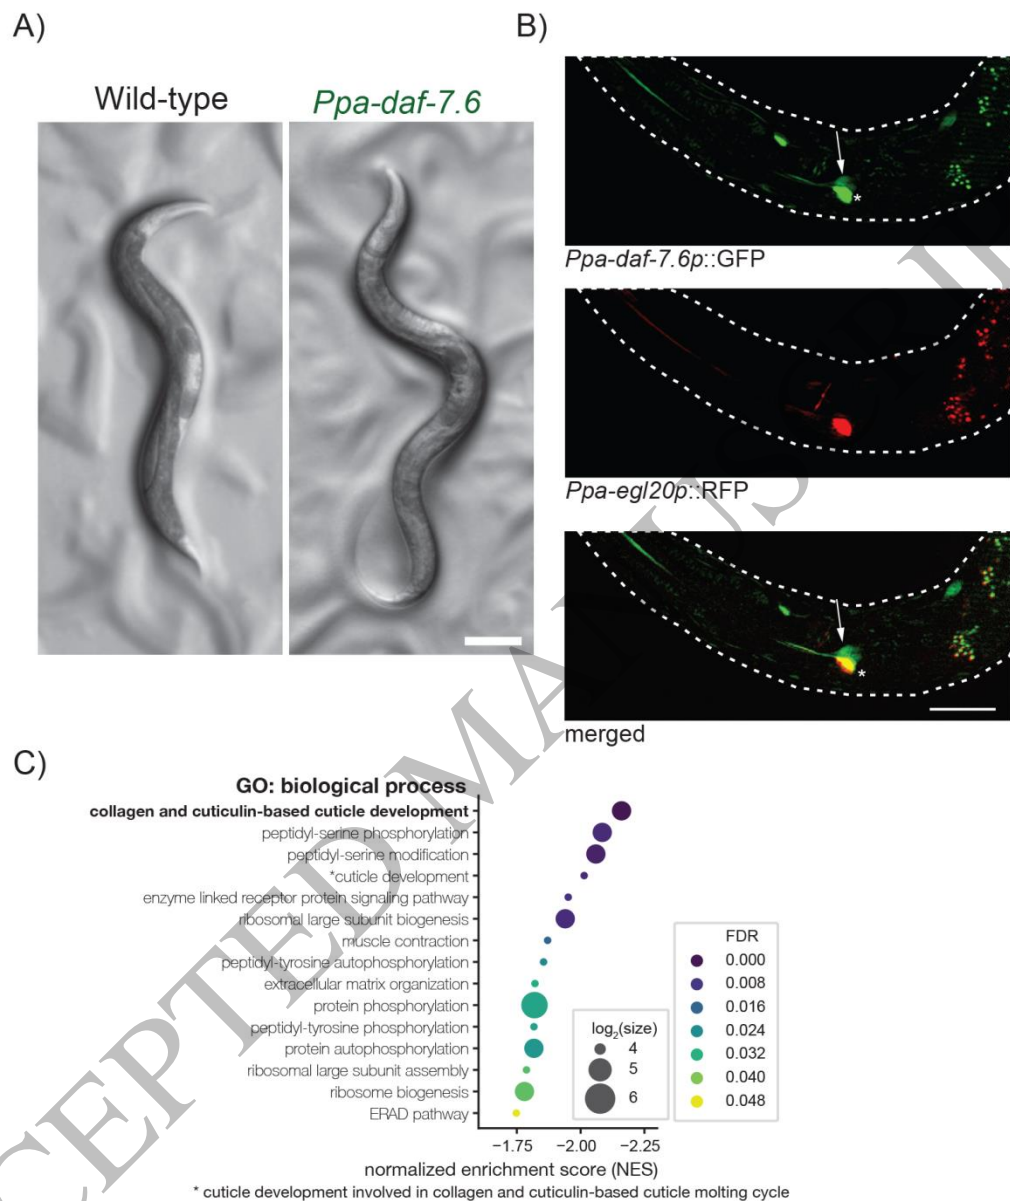 A)
B)
Wild-type
Ppa-daf-7.6
*
Ppa-daf-7.6p::GFP
Ppa-egl20p::RFP
*
merged
C)
GO: biological process
collagen and cuticulin-based cuticle development
peptidyl-serine phosphorylation
peptidyl-serine modification
*cuticle development
enzyme linked receptor protein signaling pathway
ribosomal large subunit biogenesis
muscle contraction
peptidyl-tyrosine autophosphorylation
extracellular matrix organization
protein phosphorylation
peptidyl-tyrosine phosphorylation
protein autophosphorylation
ribosomal large subunit assembly
ribosome biogenesis
ERAD pathway
log2(size)
4
5
6
FDR
0.000
0.008
0.016
0.024
0.032
0.040
0.048
−1.75 −2.00 −2.25
normalized enrichment score (NES)
* cuticle development involved in collagen and cuticulin-based cuticle molting cycle
CEPTED MANUSCRIP